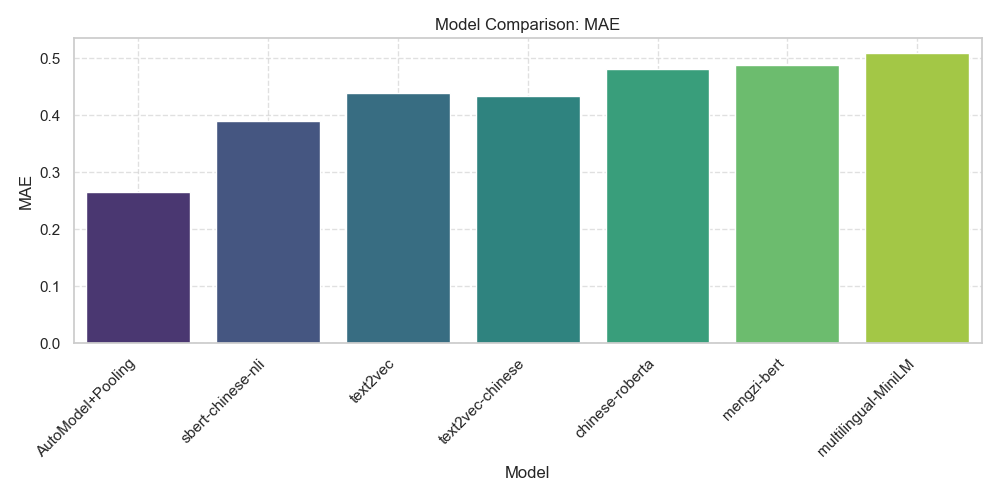 Model Comparison: MAE
MAE
0.5
0.4
0.3
0.2
0.1
0.0
AutoModel+Pooling
sbert-chinese-nli
text2vec
text2vec-chinese
chinese-roberta
mengzi-bert
multilingual-MiniLM
Model